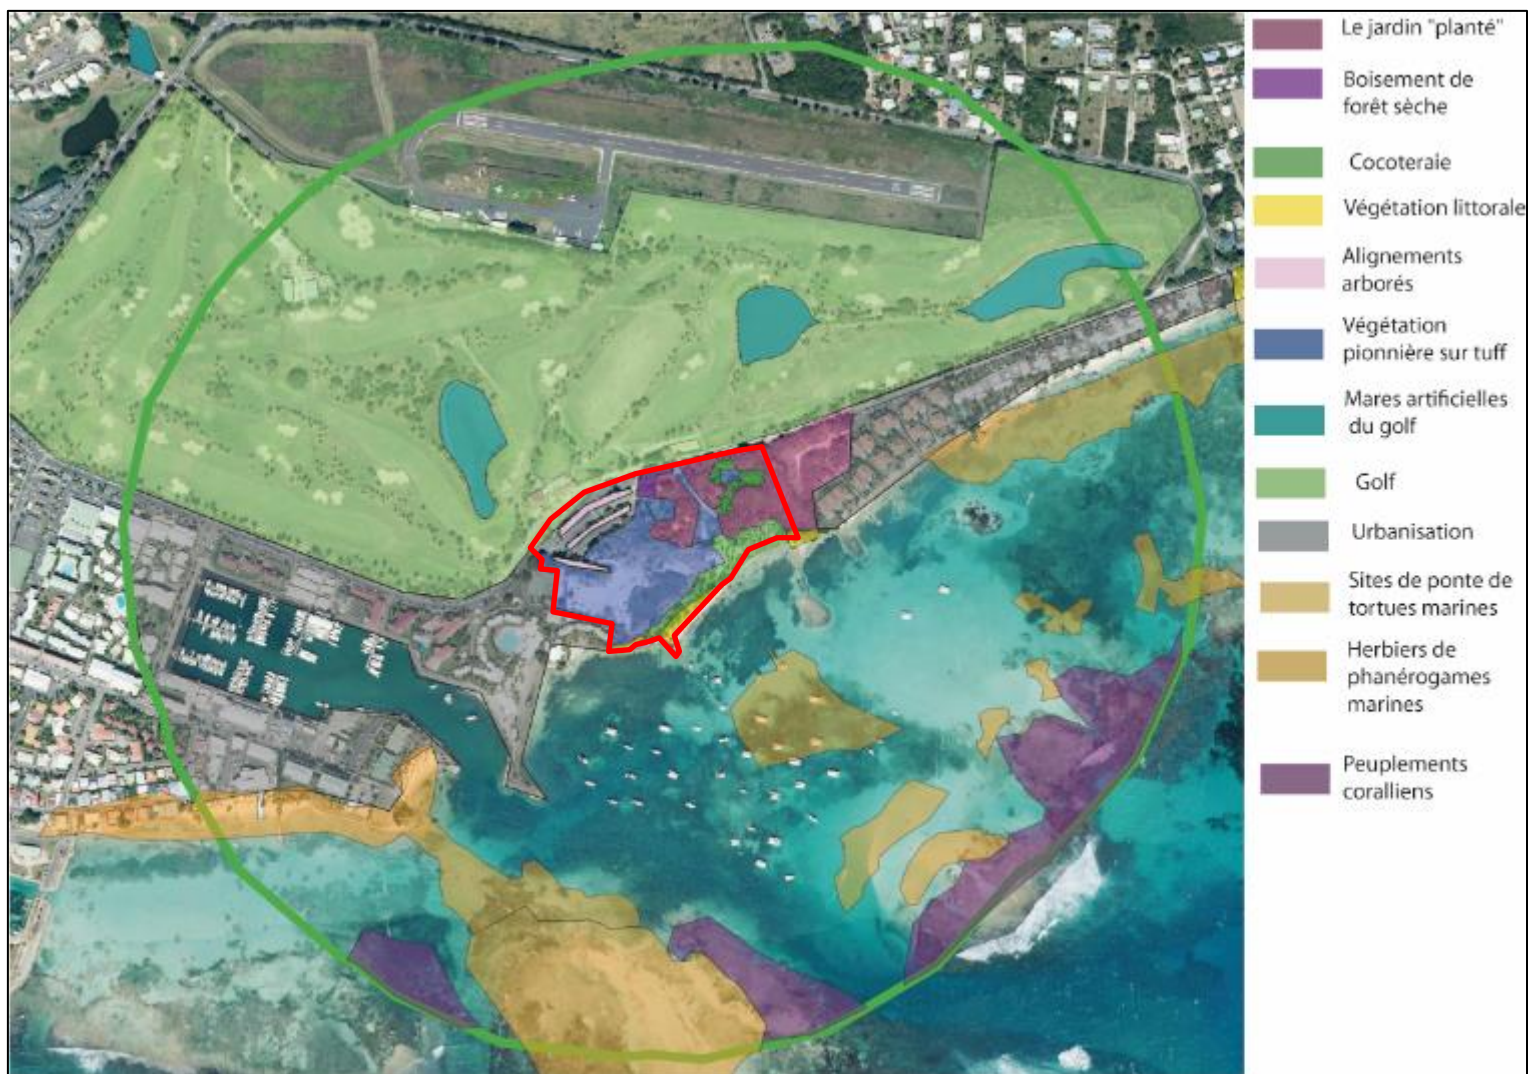 Le jardin "planté"
Boisement de
forêt sèche
Cocoteraie
Végétation littorale
Alignements
arborés
Végétation
pionnière sur tuff
Mares artificielles
du golf
Golf
Urbanisation
Sites de ponte de
tortues marines
Herbiers de
phanérogames
marines
Peuplements
coralliens